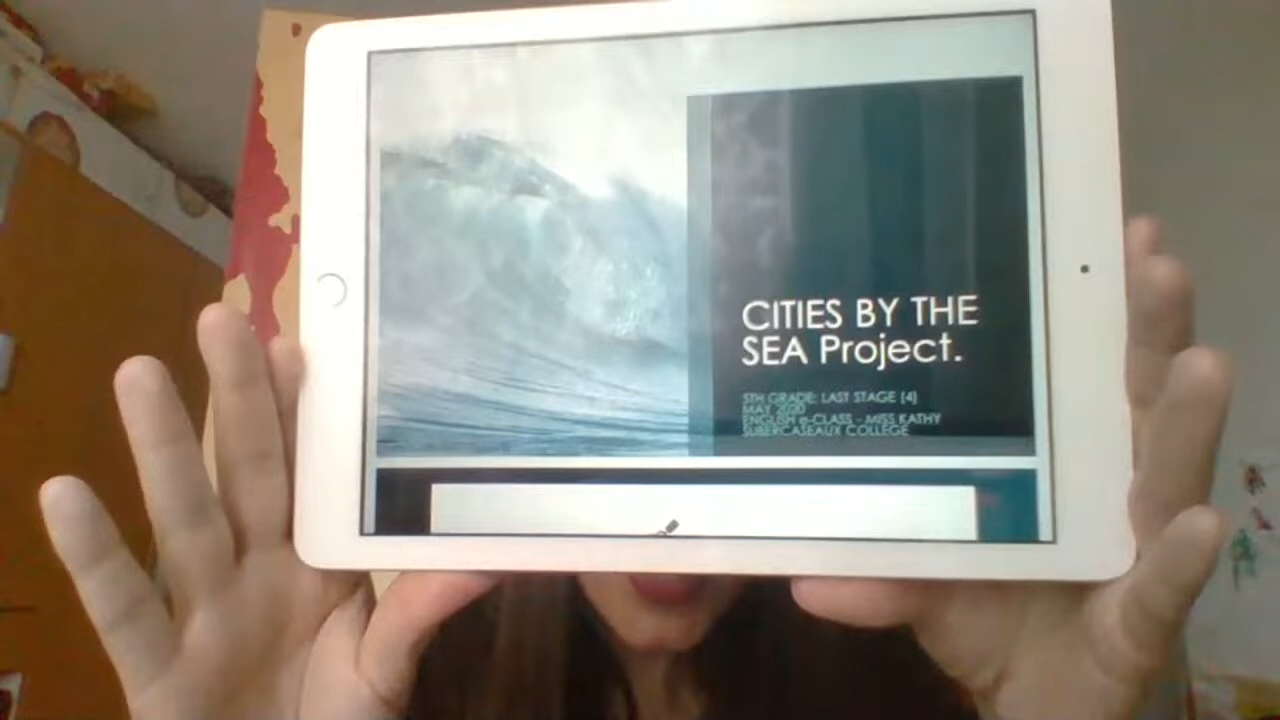 CITIES BY THE
SEA Project.
5TH GRADE: LAST STAGE (4)
MAY 2020
ENGLISH e-CLASS - MISS KATHY
SUBERCASEAUX COLLEGE